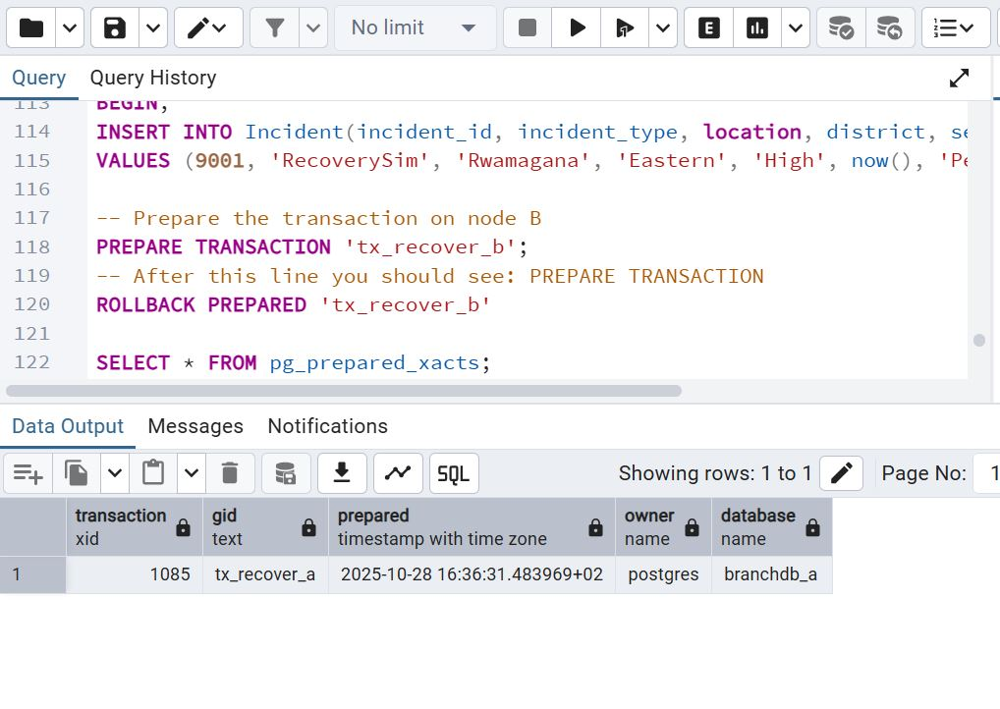 No limit
E
Query Query History
113 BEGIN;
114 INSERT INTO Incident(incident_id, incident_type, location, district, se
115 VALUES (9001, 'RecoverySim', 'Rwamagana', 'Eastern', 'High', now(), 'Pe
116
117 -- Prepare the transaction on node B
118 PREPARE TRANSACTION 'tx_recover_b';
119 -- After this line you should see: PREPARE TRANSACTION
120 ROLLBACK PREPARED 'tx_recover_b'
121
122 SELECT * FROM pg_prepared_xacts;
Data Output Messages Notifications
SQL Showing rows: 1 to 1 Page No: 1
transaction gid prepared owner database
xid text timestamp with time zone name name
1 1085 tx_recover_a 2025-10-28 16:36:31.483969+02 postgres branchdb_a